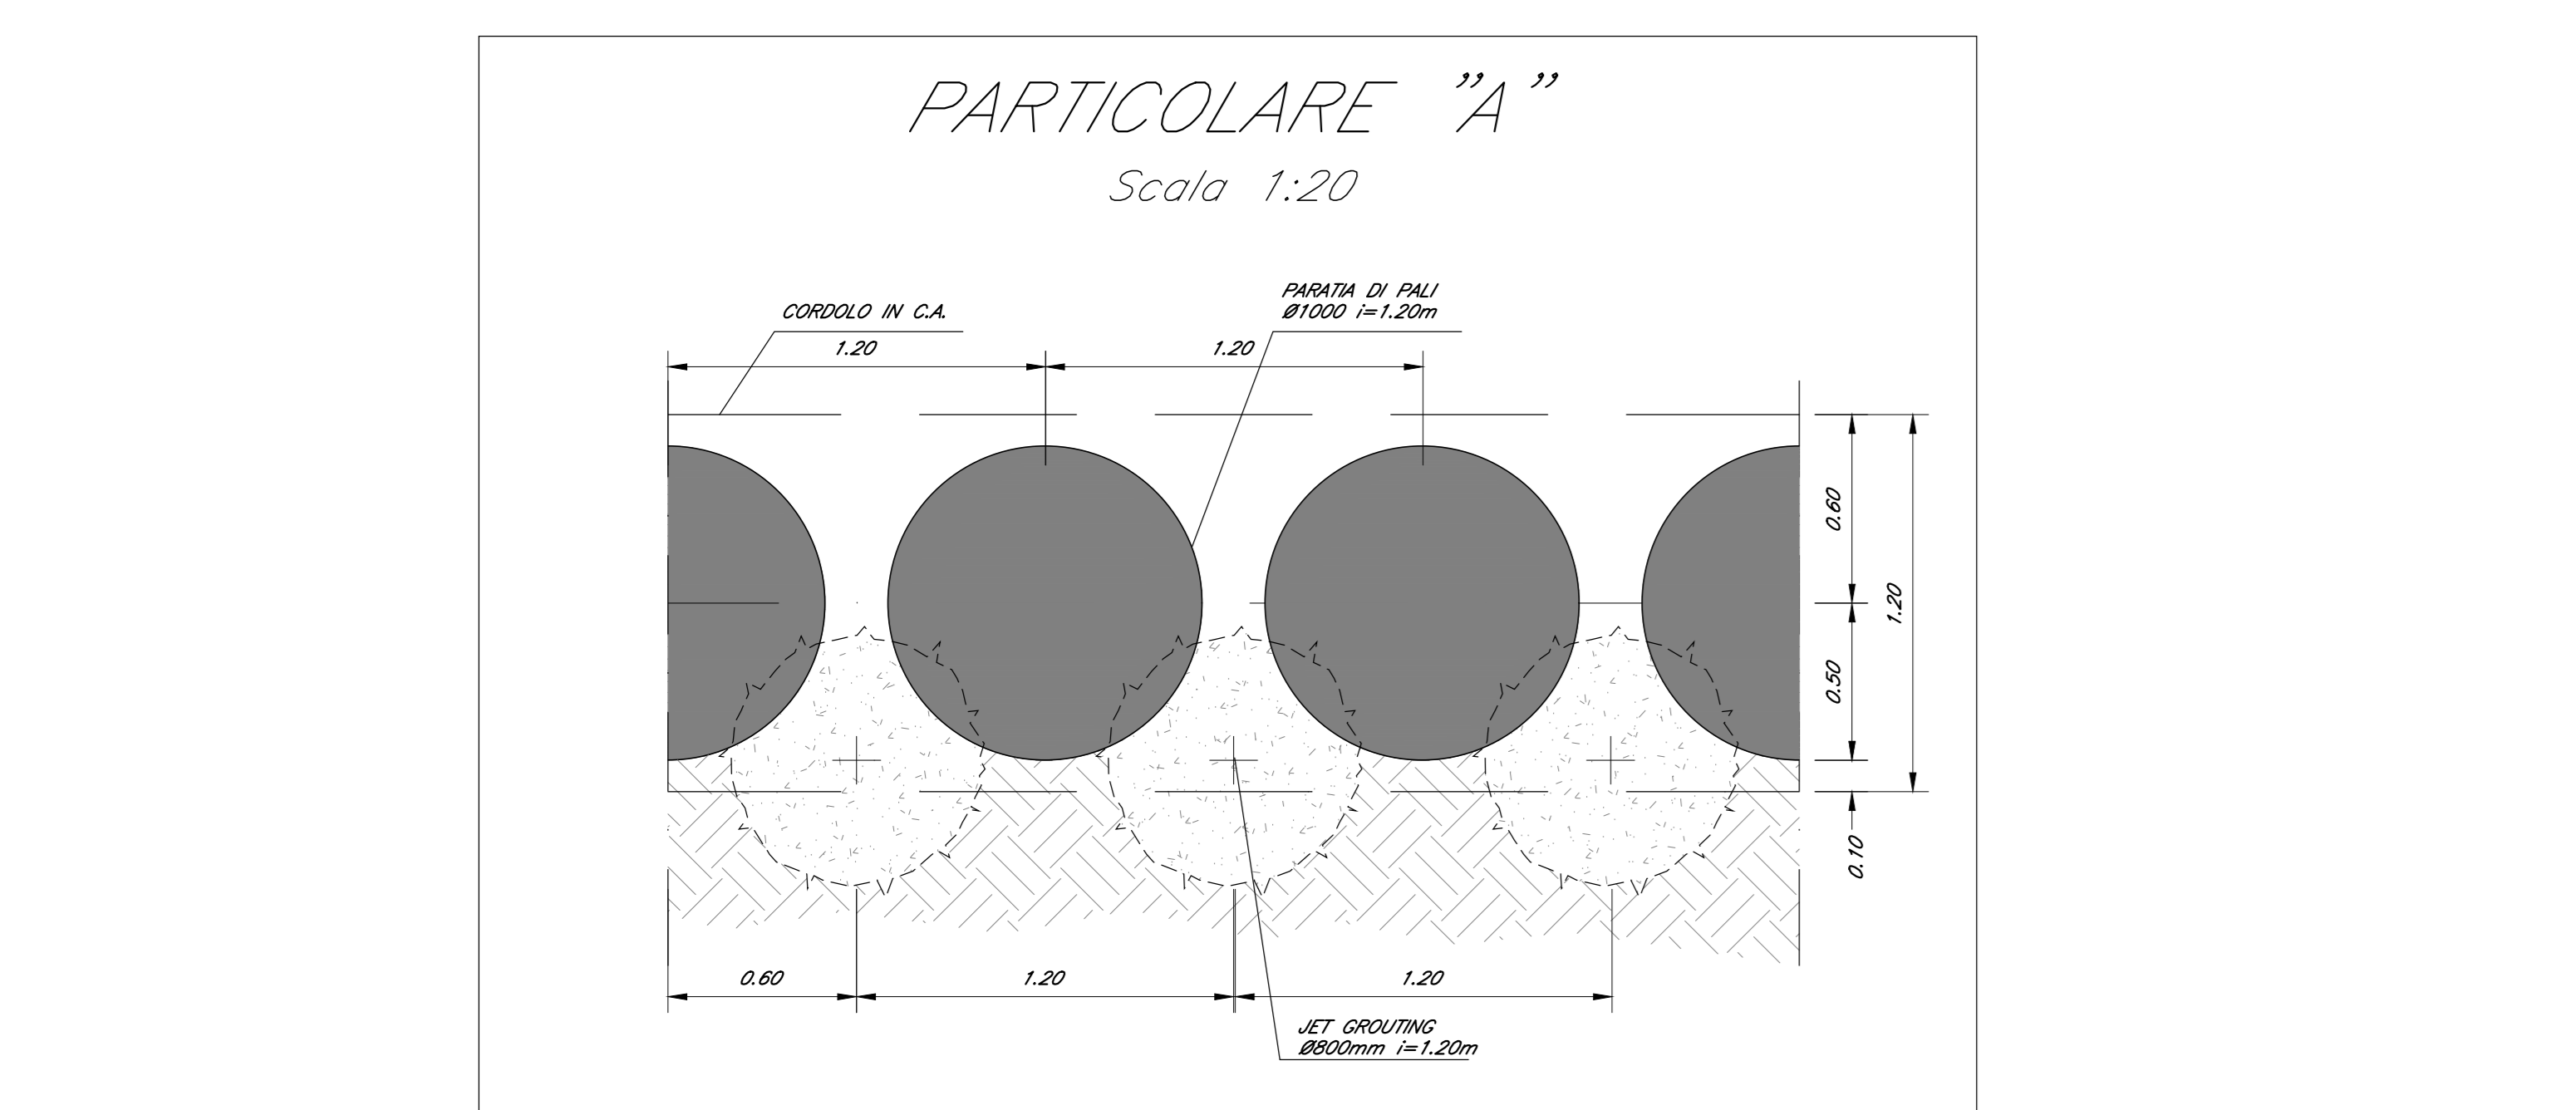 PARTICOLARE "A"
Scala 1:20
PARATIA DI PALI
Ø1000 i=1.20m
CORDOLO IN C.A.
1.20
1.20
0.60
1.20
0.50
0.10
0.60
1.20
1.20
JET GROUTING
Ø800mm i=1.20m